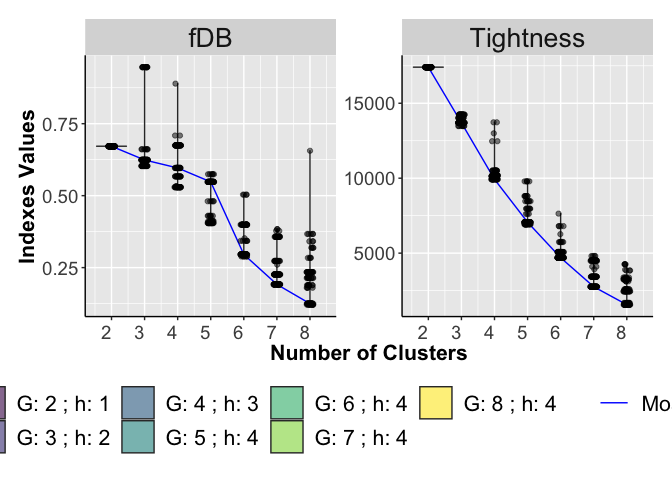 fDB Tightness
Indexes Values
0.75
0.50
0.25
15000
10000
5000
2 3 4 5 6 7 8 2 3 4 5 6 7 8
Number of Clusters
G: 2 ; h: 1 G: 4 ; h: 3 G: 6 ; h: 4 G: 8 ; h: 4 Mo
G: 3 ; h: 2 G: 5 ; h: 4 G: 7 ; h: 4